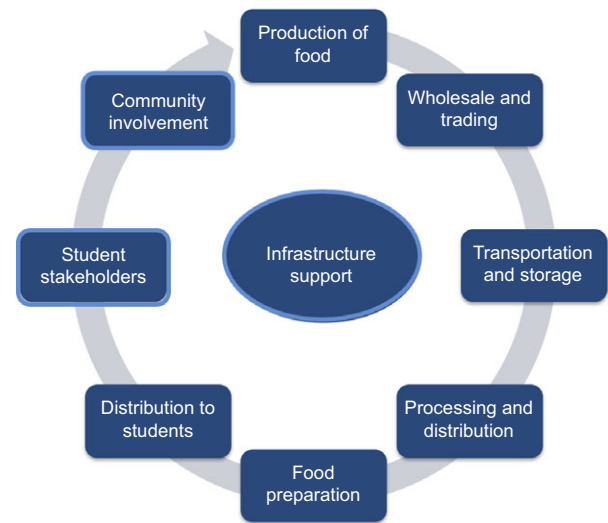 Production of
food
Wholesale and
trading
Transportation
and storage
Processing and
distribution
Food
preparation
Distribution to
students
Student
stakeholders
Community
involvement
Infrastructure
support